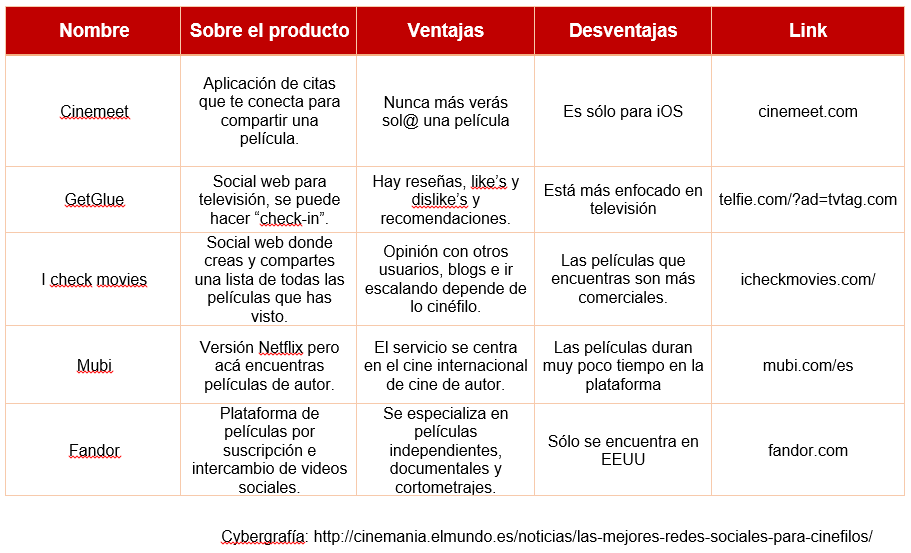 Nombre Sobre el producto Ventajas Desventajas Link
Cinemeet
Aplicación de citas
que te conecta para
compartir una
película.
Nunca más verás
sol@ una película
Es sólo para iOS
cinemeet.com
GetGlue
Social web para
televisión, se puede
hacer “check-in”.
Hay reseñas, like’s y
dislike’s y
recomendaciones.
Está más enfocado en
televisión
telfie.com/?ad=tvtag.com
I check movies
Social web donde
creas y compartes
una lista de todas las
películas que has
visto.
Opinión con otros
usuarios, blogs e ir
escalando depende de
lo cinéfilo.
Las películas que
encuentras son más
comerciales.
icheckmovies.com/
Mubi
Versión Netflix pero
acá encuentras
películas de autor.
El servicio se centra
en el cine internacional
de cine de autor.
Las películas duran
muy poco tiempo en la
plataforma
mubi.com/es
Fandor
Plataforma de
películas por
suscripción e
intercambio de videos
sociales.
Se especializa en
películas
independientes,
documentales y
cortometrajes.
Sólo se encuentra en
EEUU
fandor.com
Cybergrafía: http://cinemania.elmundo.es/noticias/las-mejores-redes-sociales-para-cinefilos/